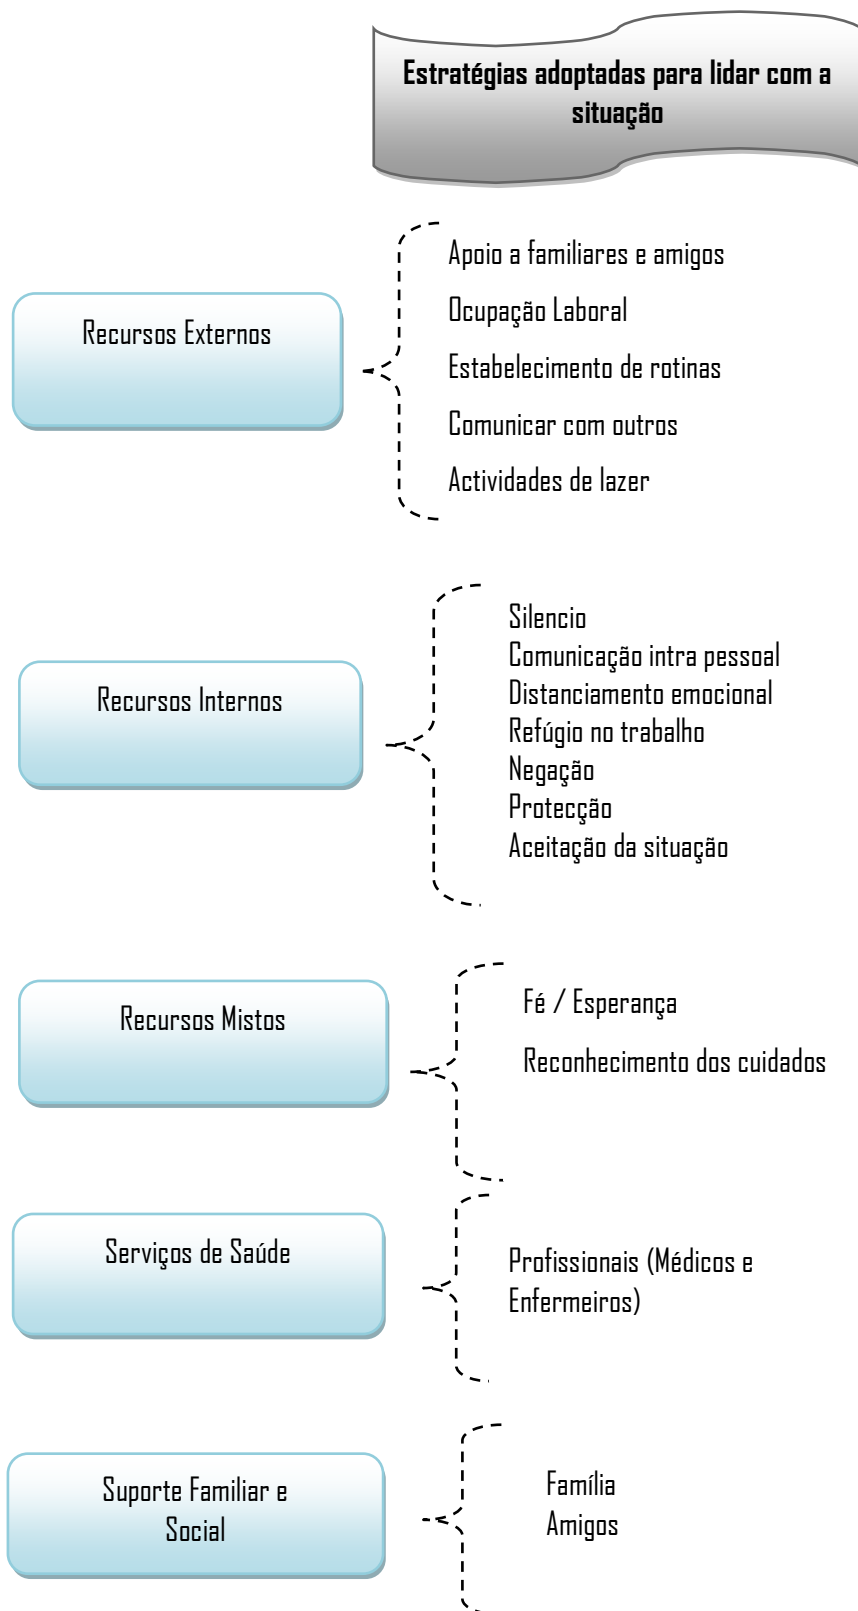 Estratégias adoptadas para lidar com a
situação
Recursos Externos
Apoio a familiares e amigos
Ocupação Laboral
Estabelecimento de rotinas
Comunicar com outros
Actividades de lazer
Recursos Internos
Silencio
Comunicação intra pessoal
Distanciamento emocional
Refúgio no trabalho
Negação
Protecção
Aceitação da situação
Recursos Mistos
Fé / Esperança
Reconhecimento dos cuidados
Serviços de Saúde
Profissionais (Médicos e
Enfermeiros)
Suporte Familiar e
Social
Família
Amigos